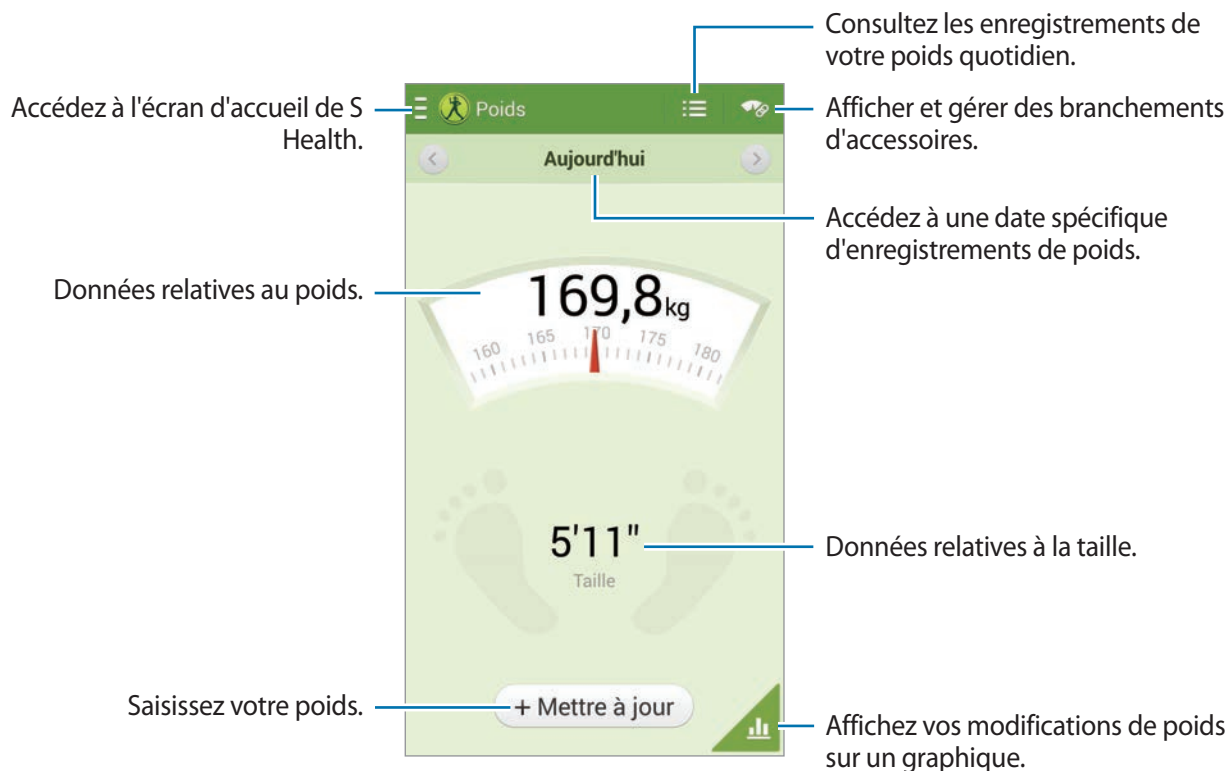 Consultez les enregistrements de
votre poids quotidien.
Accédez à l'écran d'accueil de S
Health.
Poids
Afficher et gérer des branchements
d'accessoires.
Aujourd'hui
Accédez à une date spécifique
d'enregistrements de poids.
Données relatives au poids.
169,8kg
160 165 170 175 180
5'11"
Taille
Données relatives à la taille.
Saisissez votre poids.
+ Mettre à jour
Affichez vos modifications de poids
sur un graphique.